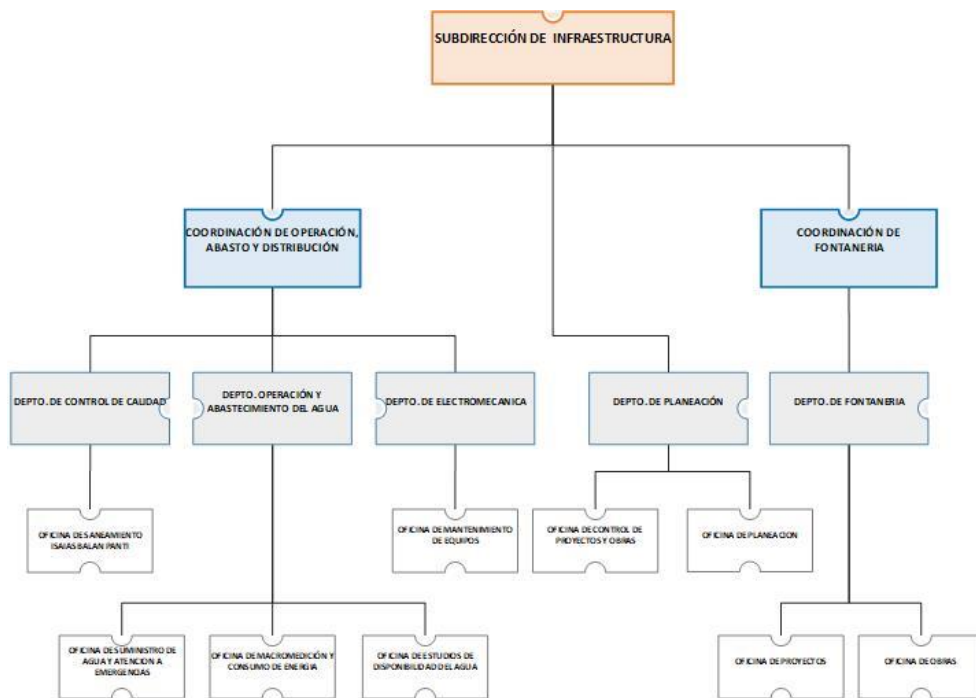 SUBDIRECCIÓN DE INFRAESTRUCTURA
COORDINACIÓN DE OPERACIÓN,
ABASTO Y DISTRIBUCIÓN
COORDINACIÓN DE
FONTANERIA
DEPTO. DE CONTROL DE CALIDAD
DEPTO. OPERACIÓN Y
ABASTECIMIENTO DEL AGUA
DEPTO. DE ELECTROMECANICA
DEPTO. DE PLANEACIÓN
DEPTO. DE FONTANERIA
OFICINA DE SANEAMIENTO
ISAIAS BALAN PANTI
OFICINA DE MANTENIMIENTO
DE EQUIPOS
OFICINA DE CONTROL DE
PROYECTOS Y OBRAS
OFICINA DE PLANEACION
OFICINA DE SUMINISTRO DE
AGUA Y ATENCION A
EMERGENCIAS
OFICINA DE MACROMEDICIÓN Y
CONSUMO DE ENERGIA
OFICINA DE ESTUDIOS DE
DISPONIBILIDAD DEL AGUA
OFICINA DE PROYECTOS
OFICINA DE OBRAS